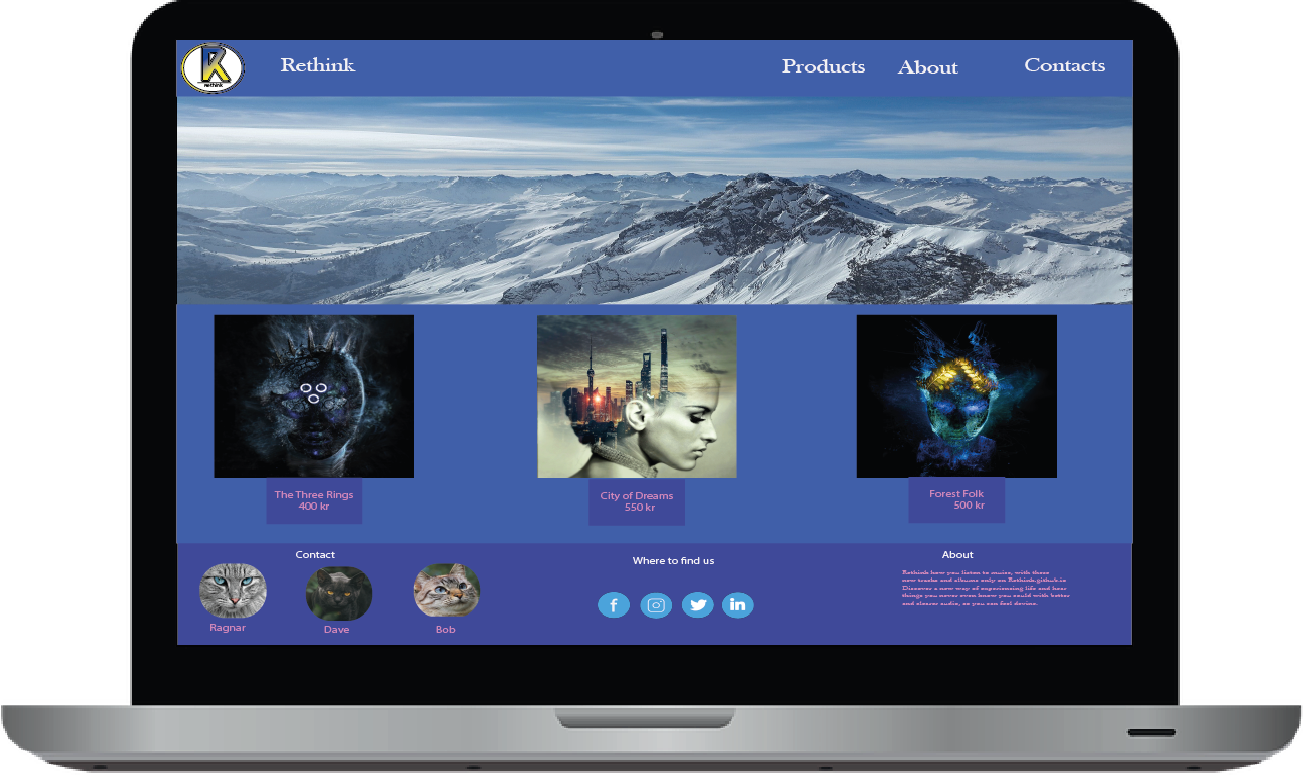 Rethink
Rethink
Products
About
Contacts
The Three Rings
400 kr
City of Dreams
550 kr
Forest Folk
500 kr
Contact
Ragnar
Dave
Bob
Where to find us
About
Rethink how you listen to music, with these
new tracks and albums only on Rethink.github.io
Discover a new way of experiencing life and hear
things you never even knew you could with better
and clearer audio, so you can feel devine.